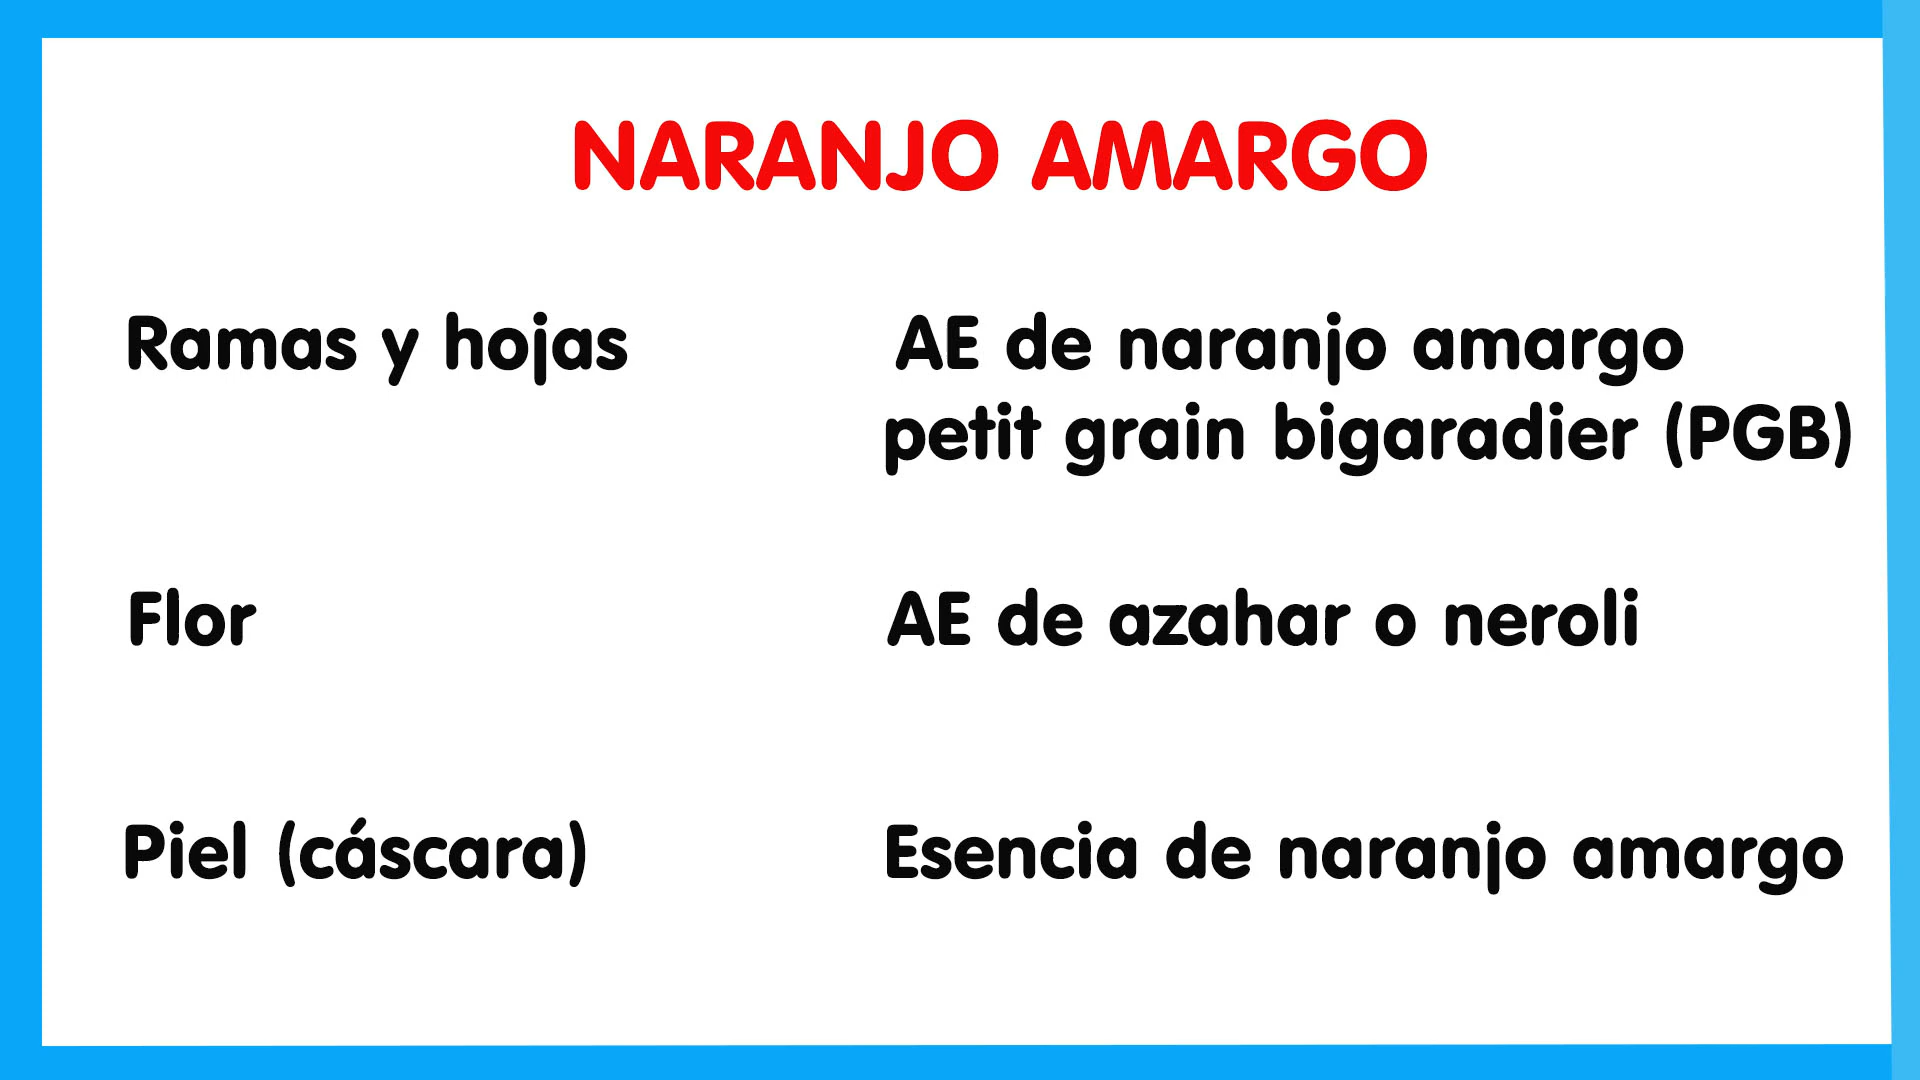 NARANJO AMARGO
Ramas y hojas
AE de naranjo amargo
petit grain bigaradier (PGB)
Flor
AE de azahar o neroli
Piel (cáscara)
Esencia de naranjo amargo